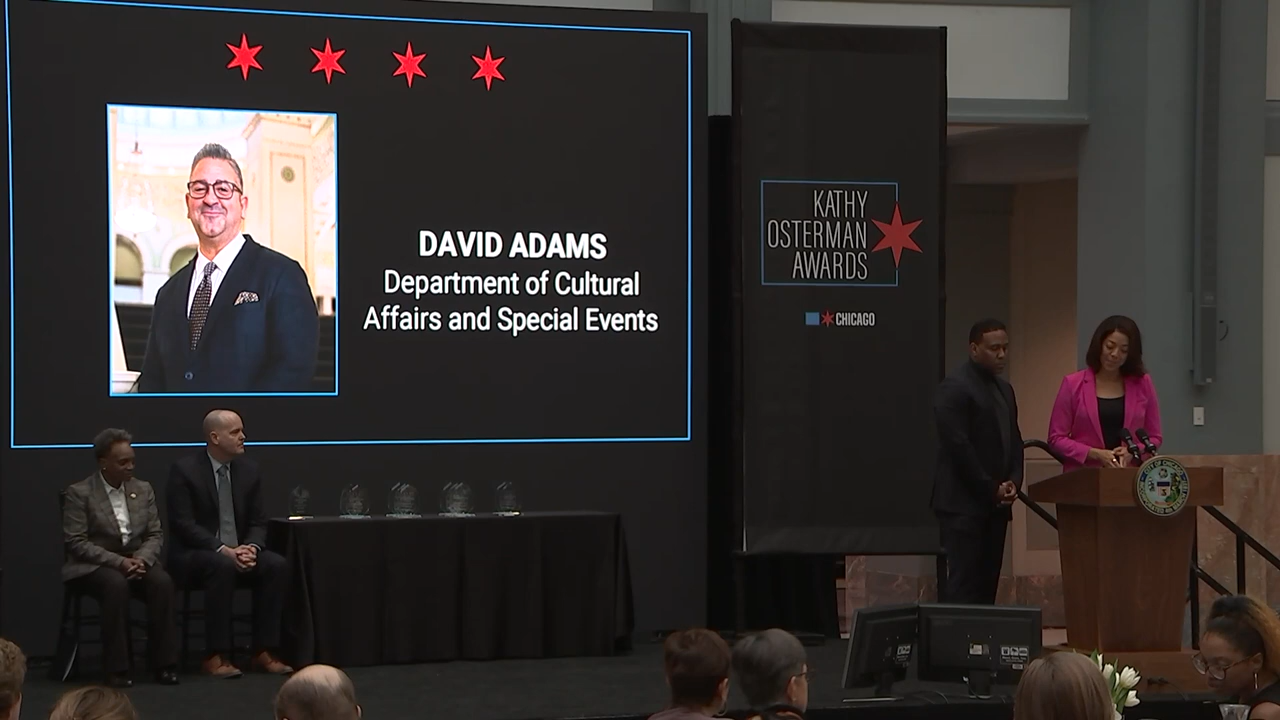 DAVID ADAMS
Department of Cultural
Affairs and Special Events
KATHY
OSTERMAN
AWARDS
CHICAGO